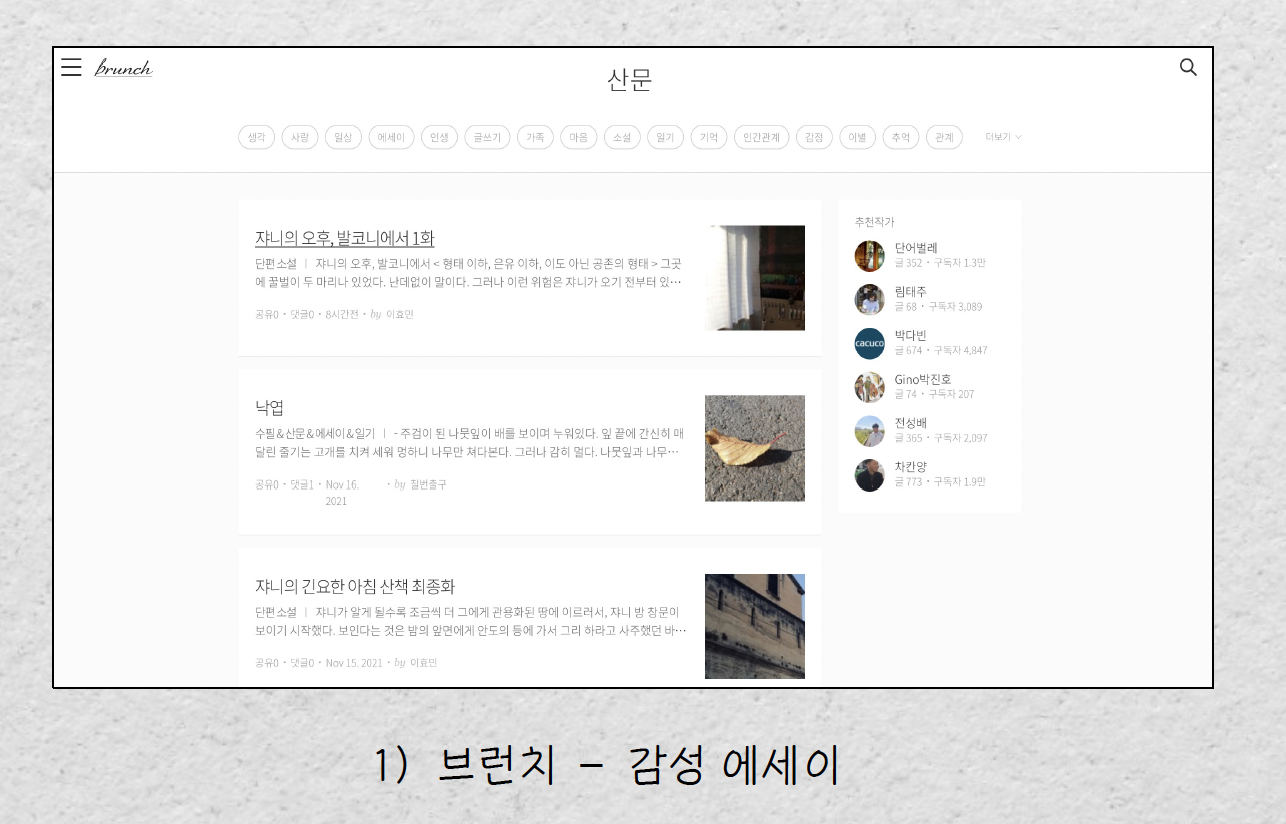 brunch
산문
생각 사랑 일상 에세이 인생 글쓰기 가족 마음 소설 일기 기억 인간관계 감정 이별 추억 관계 더보기
쟈니의 오후, 발코니에서 1화
단편소설 | 쟈니의 오후, 발코니에서 < 형태 이하, 은유 이하, 이도 아닌 공존의 형태 > 그곳
에 꿀벌이 두 마리나 있었다. 난데없이 말이다. 그러나 이런 위험은 쟈니가 오기 전부터 있…
공유0 · 댓글0 · 8시간전 · by 이효민
낙엽
수필&산문&에세이&일기 | - 주검이 된 나뭇잎이 배를 보이며 누워있다. 잎 끝에 간신히 매
달린 줄기는 고개를 치켜 세워 멍하니 나무만 쳐다본다. 그러나 감히 멀다. 나뭇잎과 나무…
공유0 · 댓글1 · Nov 16. 2021 · by 칠번출구
쟈니의 긴요한 아침 산책 최종화
단편소설 | 쟈니가 알게 될수록 조금씩 더 그에게 관용화된 땅에 이르러서, 쟈니 방 창문이
보이기 시작했다. 보인다는 것은 밤의 앞면에게 안도의 등에 가서 그리 하라고 사주했던 바…
공유0 · 댓글0 · Nov 15. 2021 · by 이효민
추천작가
단어벌레
글 352 · 구독자 1.3만
림태주
글 68 · 구독자 3,089
cacuco
박다빈
글 674 · 구독자 4,847
Gino박진호
글 74 · 구독자 207
전성배
글 365 · 구독자 2,097
차칸양
글 773 · 구독자 1.9만
1) 브런치 - 감성 에세이